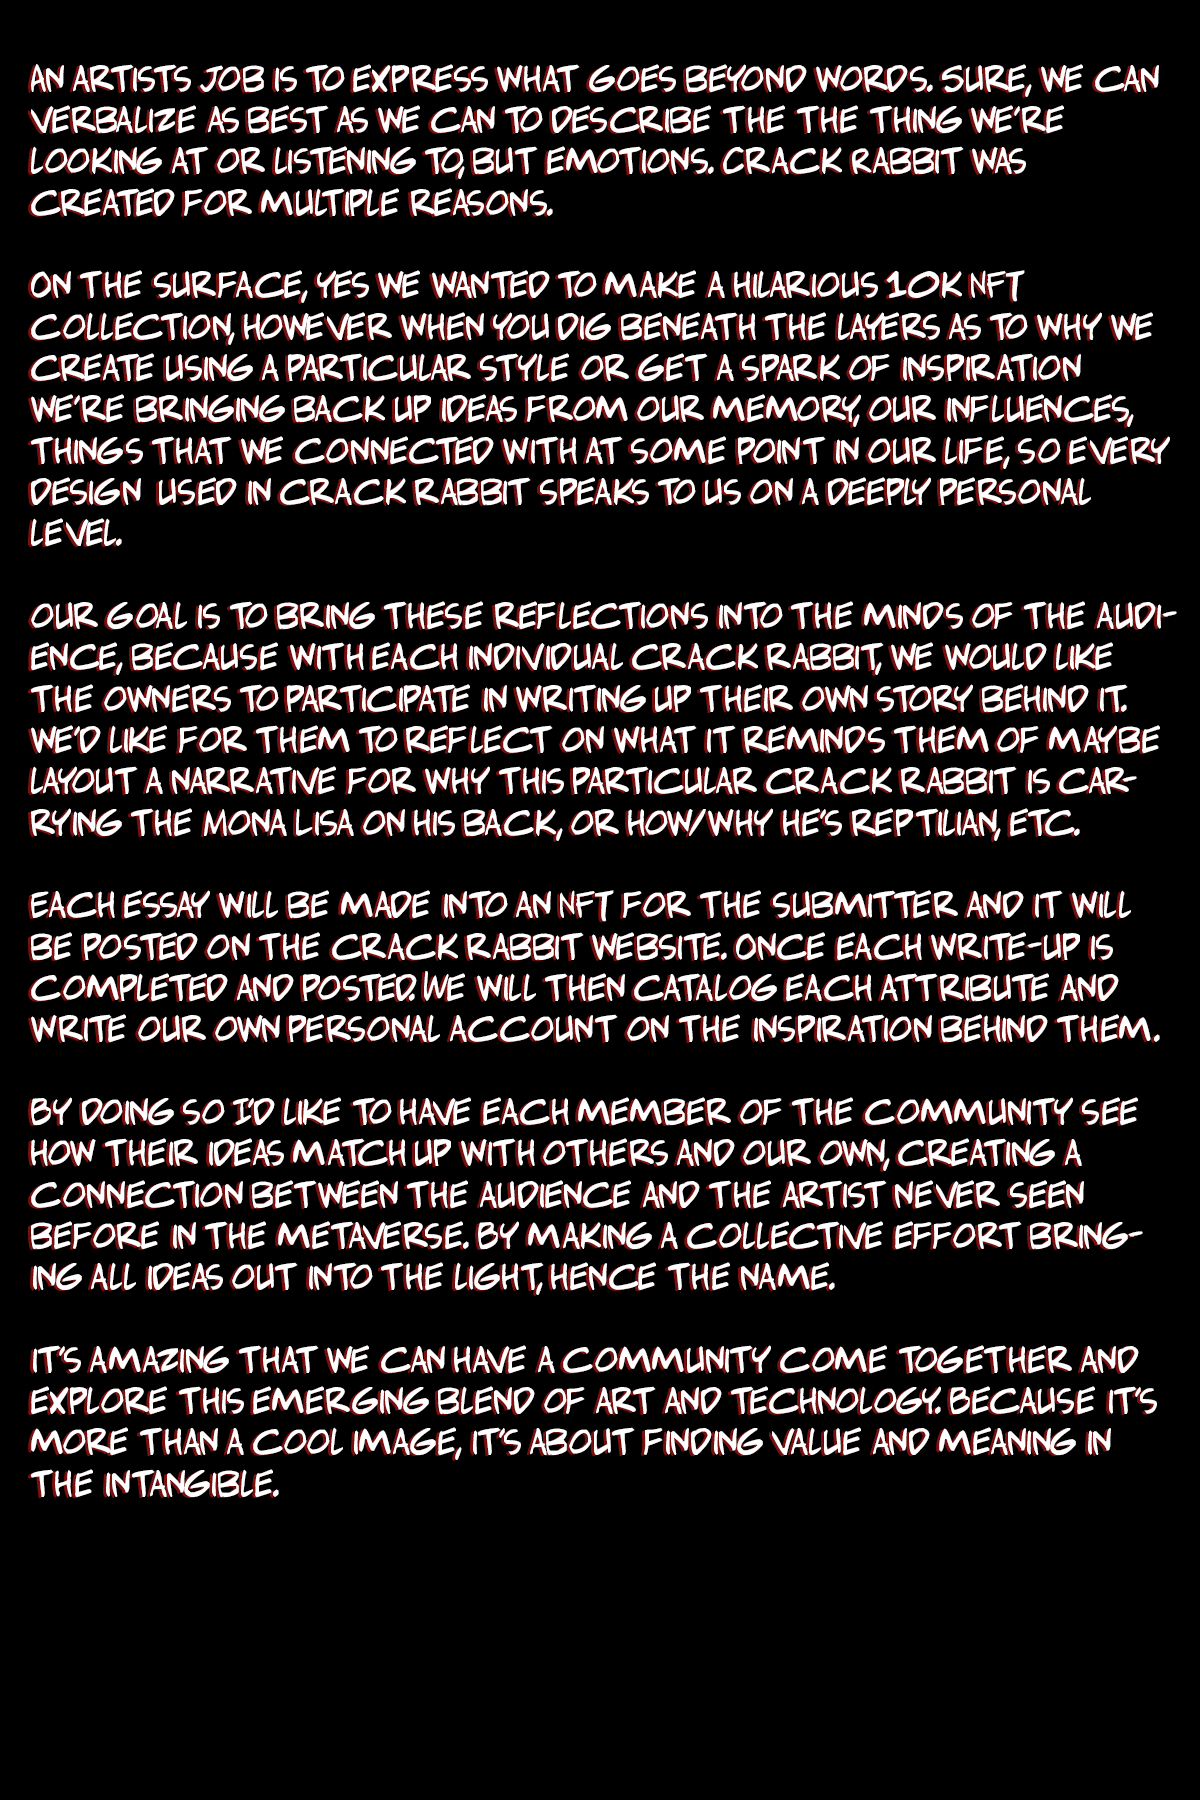 AN ARTISTS JOB IS TO EXPRESS WHAT GOES BEYOND WORDS. SURE, WE CAN
VERBALIZE AS BEST AS WE CAN TO DESCRIBE THE THE THING WE'RE
LOOKING AT OR LISTENING TO, BUT EMOTIONS. CRACK RABBIT WAS
CREATED FOR MULTIPLE REASONS.

ON THE SURFACE, YES WE WANTED TO MAKE A HILARIOUS 10K NFT
COLLECTION, HOWEVER WHEN YOU DIG BENEATH THE LAYERS AS TO WHY WE
CREATE USING A PARTICULAR STYLE OR GET A SPARK OF INSPIRATION
WE'RE BRINGING BACK UP IDEAS FROM OUR MEMORY, OUR INFLUENCES,
THINGS THAT WE CONNECTED WITH AT SOME POINT IN OUR LIFE, SO EVERY
DESIGN USED IN CRACK RABBIT SPEAKS TO US ON A DEEPLY PERSONAL
LEVEL.

OUR GOAL IS TO BRING THESE REFLECTIONS INTO THE MINDS OF THE AUDI-
ENCE, BECAUSE WITH EACH INDIVIDUAL CRACK RABBIT, WE WOULD LIKE
THE OWNERS TO PARTICIPATE IN WRITING UP THEIR OWN STORY BEHIND IT.
WE'D LIKE FOR THEM TO REFLECT ON WHAT IT REMINDS THEM OF MAYBE
LAYOUT A NARRATIVE FOR WHY THIS PARTICULAR CRACK RABBIT IS CAR-
RYING THE MONA LISA ON HIS BACK, OR HOW/WHY HE'S REPTILIAN, ETC.

EACH ESSAY WILL BE MADE INTO AN NFT FOR THE SUBMITTER AND IT WILL
BE POSTED ON THE CRACK RABBIT WEBSITE. ONCE EACH WRITE-UP IS
COMPLETED AND POSTED. WE WILL THEN CATALOG EACH ATTRIBUTE AND
WRITE OUR OWN PERSONAL ACCOUNT ON THE INSPIRATION BEHIND THEM.

BY DOING SO I'D LIKE TO HAVE EACH MEMBER OF THE COMMUNITY SEE
HOW THEIR IDEAS MATCH UP WITH OTHERS AND OUR OWN, CREATING A
CONNECTION BETWEEN THE AUDIENCE AND THE ARTIST NEVER SEEN
BEFORE IN THE METAVERSE. BY MAKING A COLLECTIVE EFFORT BRING-
ING ALL IDEAS OUT INTO THE LIGHT, HENCE THE NAME.

IT'S AMAZING THAT WE CAN HAVE A COMMUNITY COME TOGETHER AND
EXPLORE THIS EMERGING BLEND OF ART AND TECHNOLOGY. BECAUSE IT'S
MORE THAN A COOL IMAGE, IT'S ABOUT FINDING VALUE AND MEANING IN
THE INTANGIBLE.